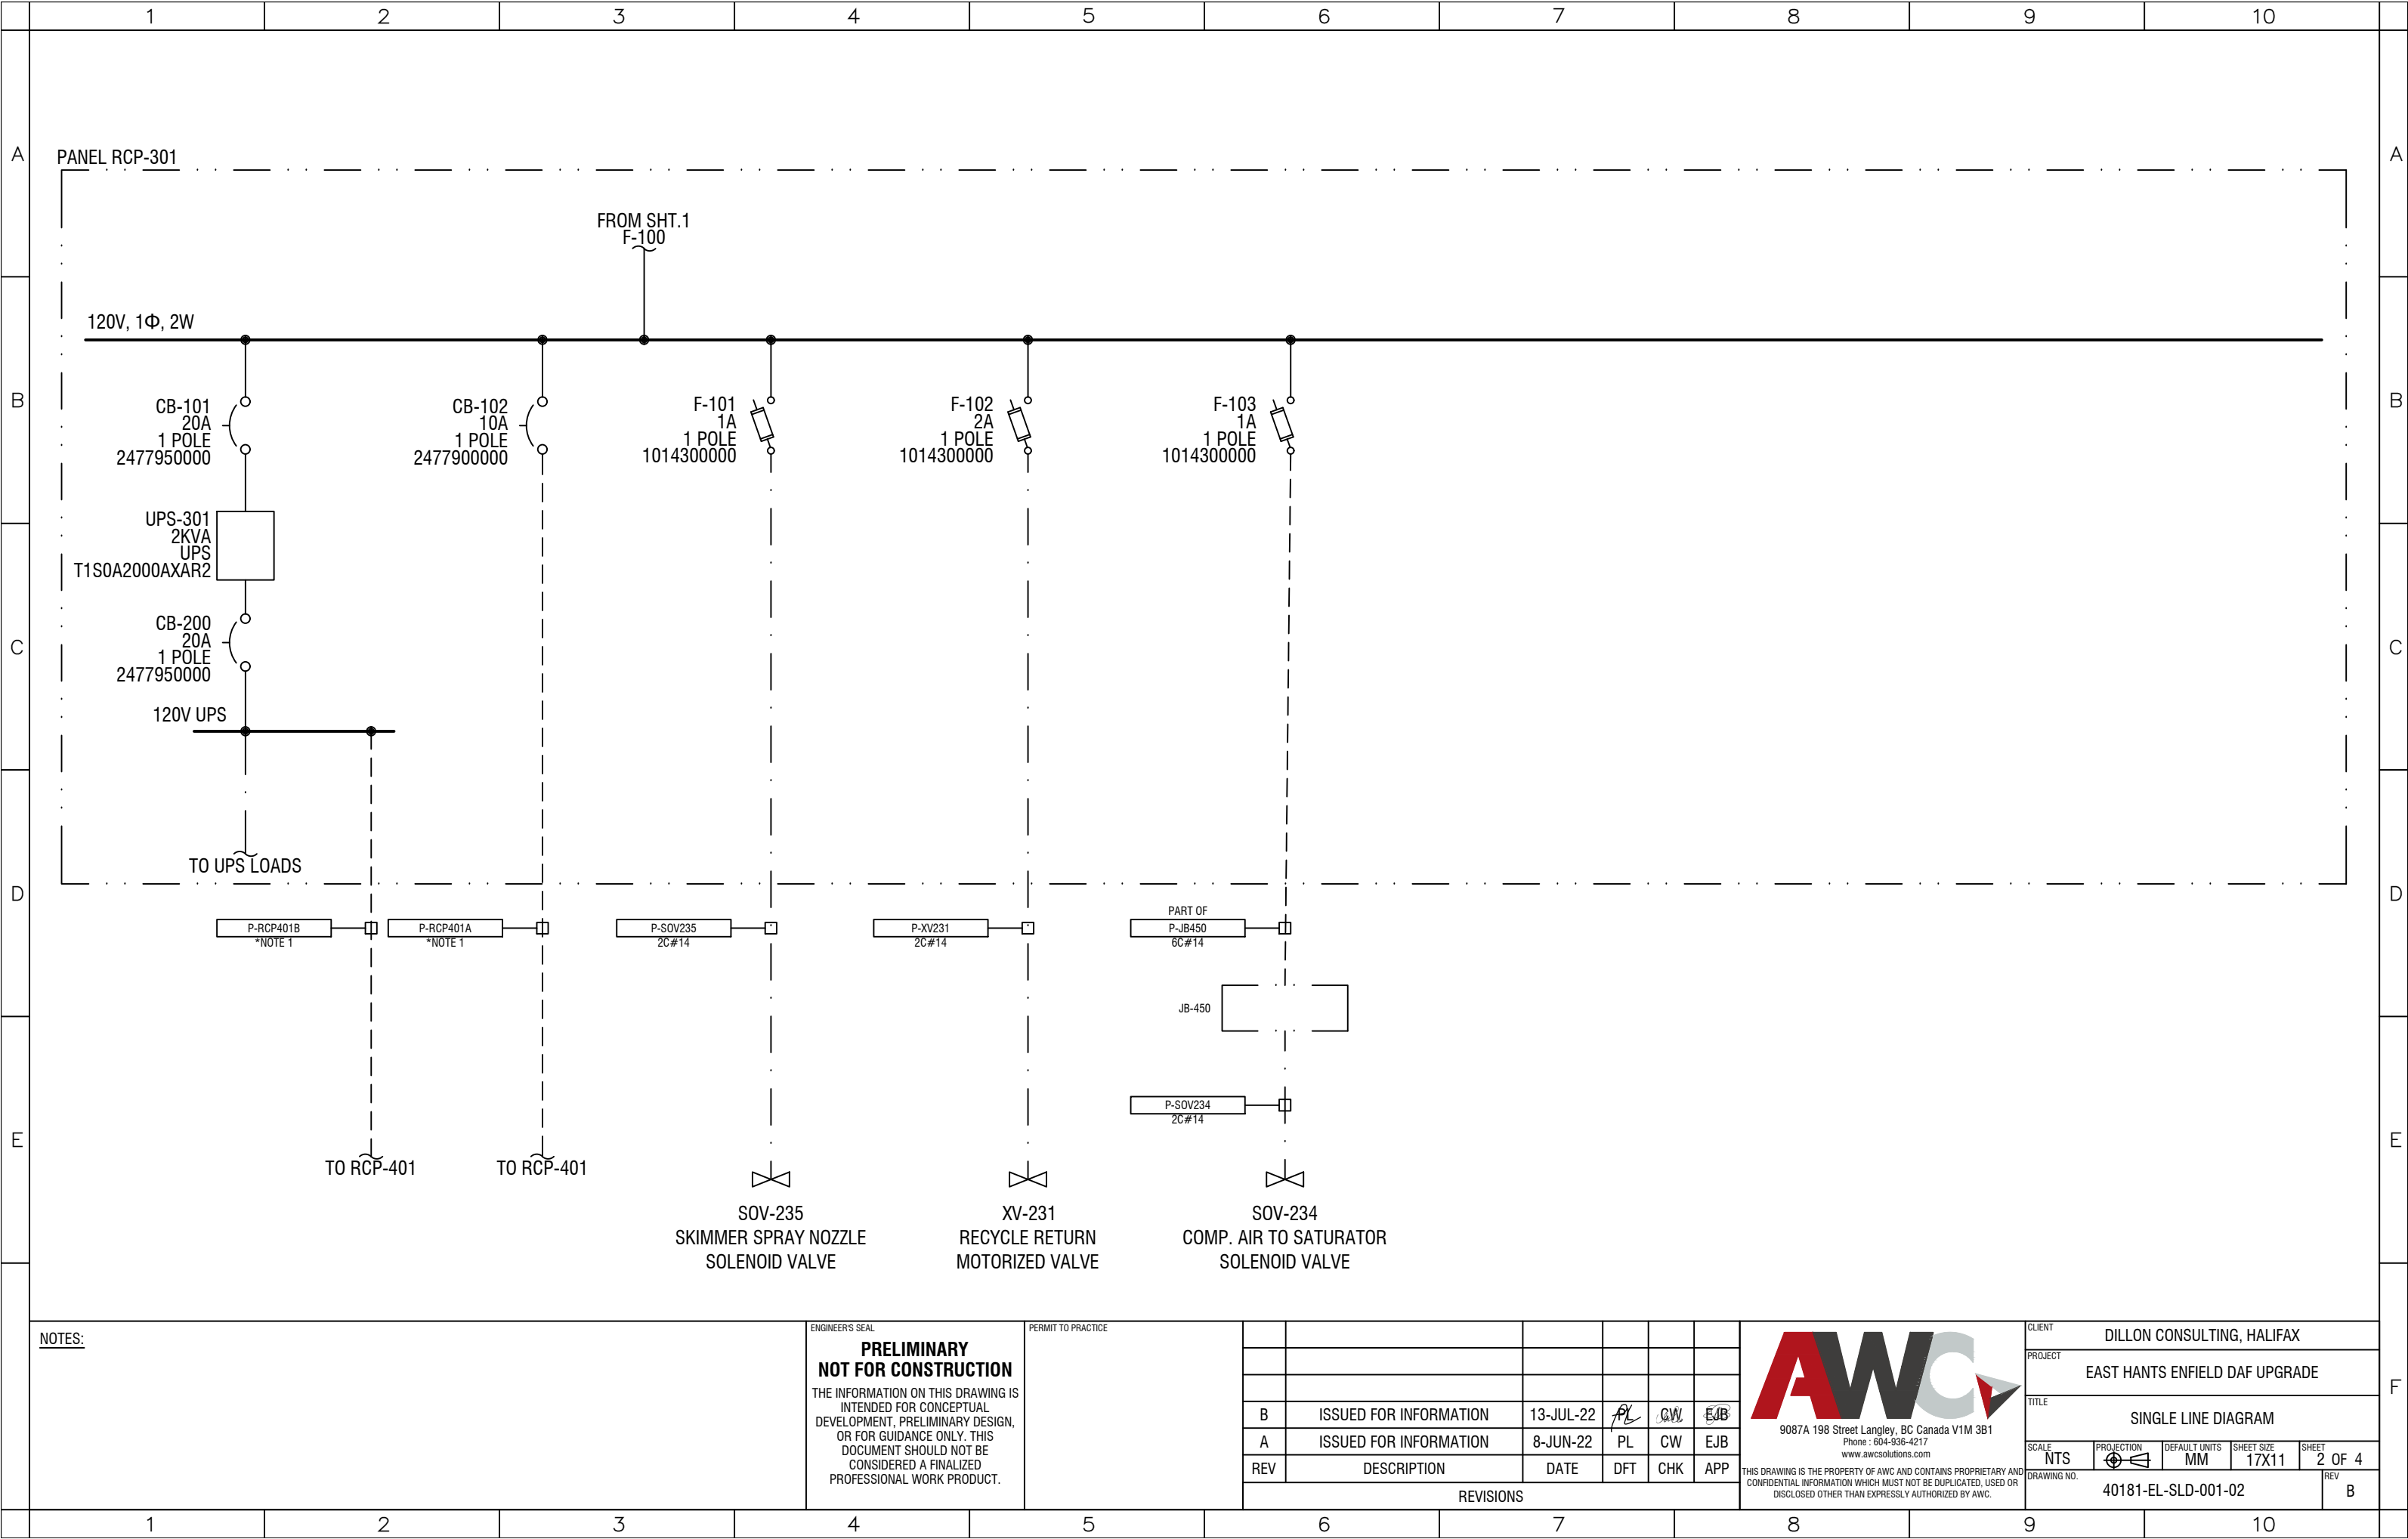 1 2 3 4 5 6 7 8 9 10
A
A
PANEL RCP-301
FROM SHT.1
F-100
120V, 1Φ, 2W
B
B
CB-101
20A
1 POLE
2477950000
CB-102
10A
1 POLE
2477900000
F-101
1A
1 POLE
1014300000
F-102
2A
1 POLE
1014300000
F-103
1A
1 POLE
1014300000
UPS-301
2KVA
UPS
T1S0A2000AXAR2
C
C
CB-200
20A
1 POLE
2477950000
120V UPS
TO UPS LOADS
D
D
P-RCP401B
*NOTE 1
P-RCP401A
*NOTE 1
P-SOV235
2C#14
P-XV231
2C#14
PART OF
P-JB450
6C#14
JB-450
P-SOV234
2C#14
E
E
TO RCP-401
TO RCP-401
SOV-235
SKIMMER SPRAY NOZZLE
SOLENOID VALVE
XV-231
RECYCLE RETURN
MOTORIZED VALVE
SOV-234
COMP. AIR TO SATURATOR
SOLENOID VALVE
NOTES:
ENGINEER'S SEAL
PRELIMINARY
NOT FOR CONSTRUCTION
THE INFORMATION ON THIS DRAWING IS
INTENDED FOR CONCEPTUAL
DEVELOPMENT, PRELIMINARY DESIGN,
OR FOR GUIDANCE ONLY. THIS
DOCUMENT SHOULD NOT BE
CONSIDERED A FINALIZED
PROFESSIONAL WORK PRODUCT.
PERMIT TO PRACTICE
B ISSUED FOR INFORMATION 13-JUL-22 PL CW EJB
A ISSUED FOR INFORMATION 8-JUN-22 PL CW EJB
REV DESCRIPTION DATE DFT CHK APP
REVISIONS
AWC
9087A 198 Street Langley, BC Canada V1M 3B1
Phone : 604-936-4217
www.awcsolutions.com
THIS DRAWING IS THE PROPERTY OF AWC AND CONTAINS PROPRIETARY AND
CONFIDENTIAL INFORMATION WHICH MUST NOT BE DUPLICATED, USED OR
DISCLOSED OTHER THAN EXPRESSLY AUTHORIZED BY AWC.
CLIENT
DILLON CONSULTING, HALIFAX
PROJECT
EAST HANTS ENFIELD DAF UPGRADE
TITLE
SINGLE LINE DIAGRAM
SCALE
NTS
PROJECTION
DEFAULT UNITS
MM
SHEET SIZE
17X11
SHEET
2 OF 4
DRAWING NO.
40181-EL-SLD-001-02
REV
B
F
1 2 3 4 5 6 7 8 9 10